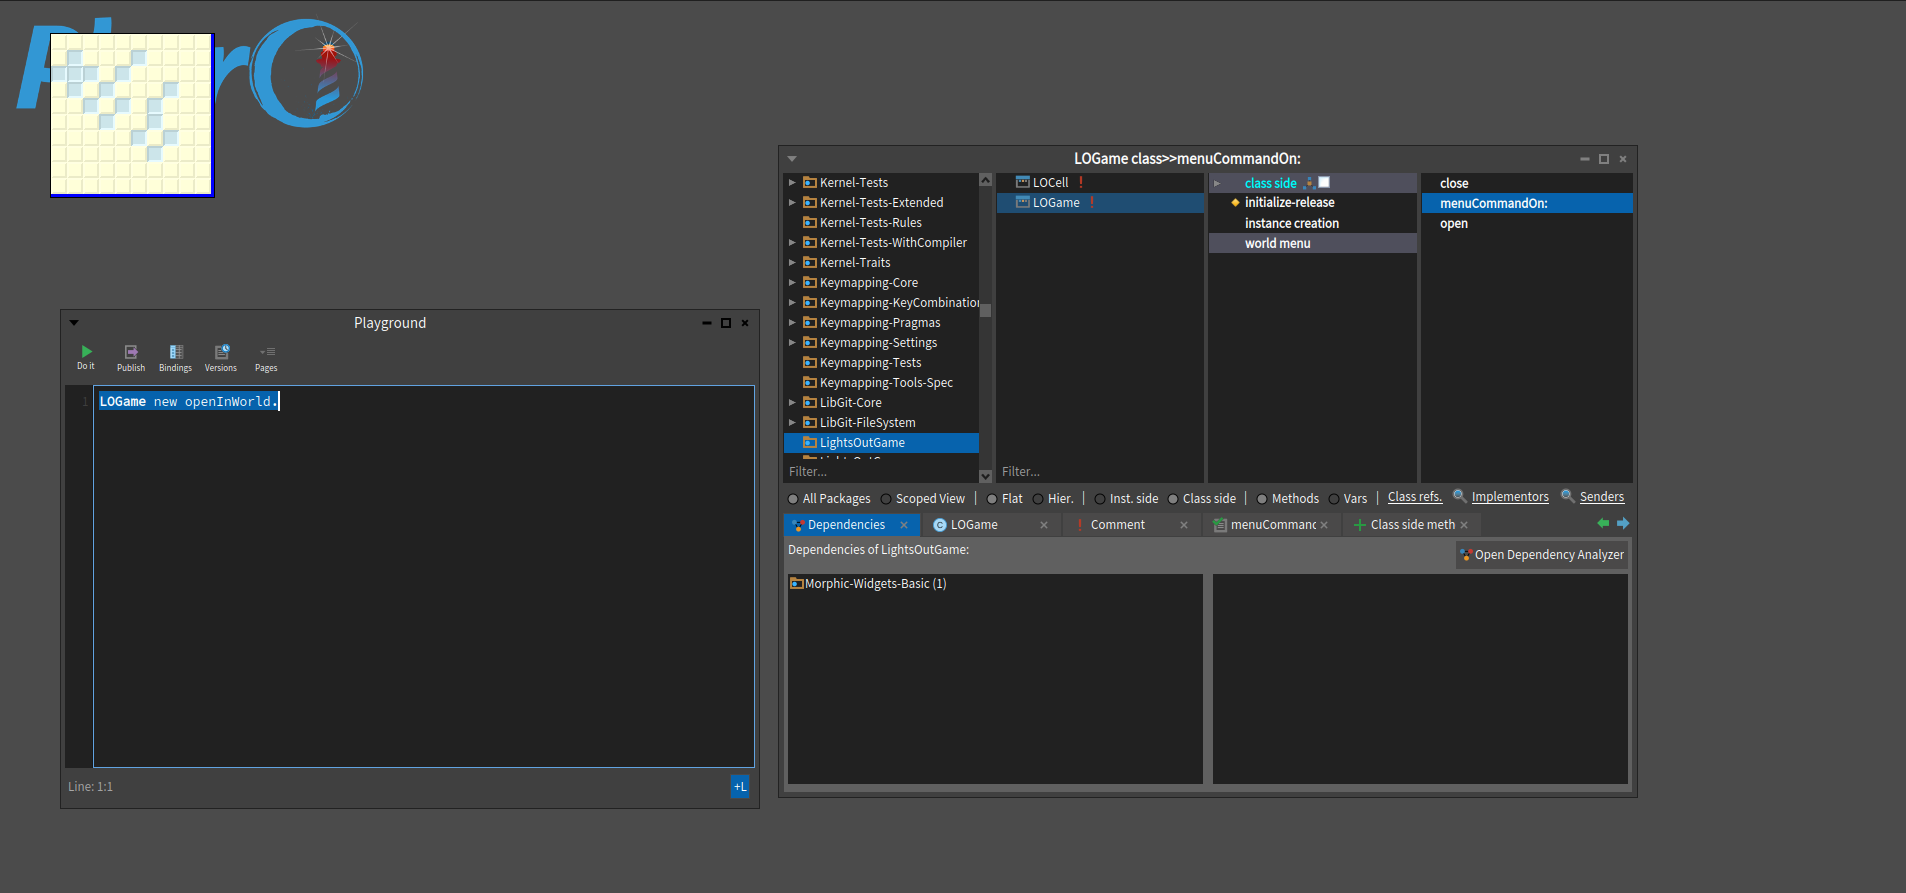 LOGame class>>menuCommandOn:
Kernel-Tests
Kernel-Tests-Extended
Kernel-Tests-Rules
Kernel-Tests-WithCompiler
Kernel-Traits
Keymapping-Core
Keymapping-KeyCombination
Keymapping-Pragmas
Keymapping-Settings
Keymapping-Tests
Keymapping-Tools-Spec
LibGit-Core
LibGit-FileSystem
LightsOutGame
Filter...
LOCell
LOGame
Filter...
class side
initialize-release
instance creation
world menu
close
menuCommandOn:
open
All Packages Scoped View | Flat Hier. | Inst. side Class side | Methods Vars | Class refs. Implementors Senders
Dependencies LOGame Comment menuCommanc Class side meth
Dependencies of LightsOutGame:
Open Dependency Analyzer
Morphic-Widgets-Basic (1)
Playground
Do it Publish Bindings Versions Pages
1 LOGame new openInWorld.
Line: 1:1
+L